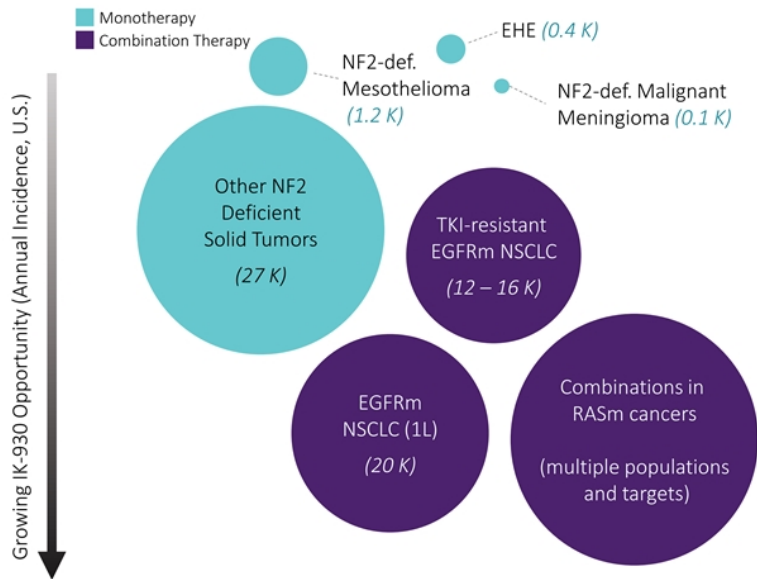 Monotherapy
Combination Therapy
EHE (0.4 K)
NF2-def.
Mesothelioma
(1.2 K)
NF2-def. Malignant
Meningioma (0.1 K)
Growing IK-930 Opportunity (Annual Incidence, U.S.)
Other NF2
Deficient
Solid Tumors
(27 K)
TKI-resistant
EGFRm NSCLC
(12 – 16 K)
EGFRm
NSCLC (1L)
(20 K)
Combinations in
RASm cancers
(multiple populations
and targets)